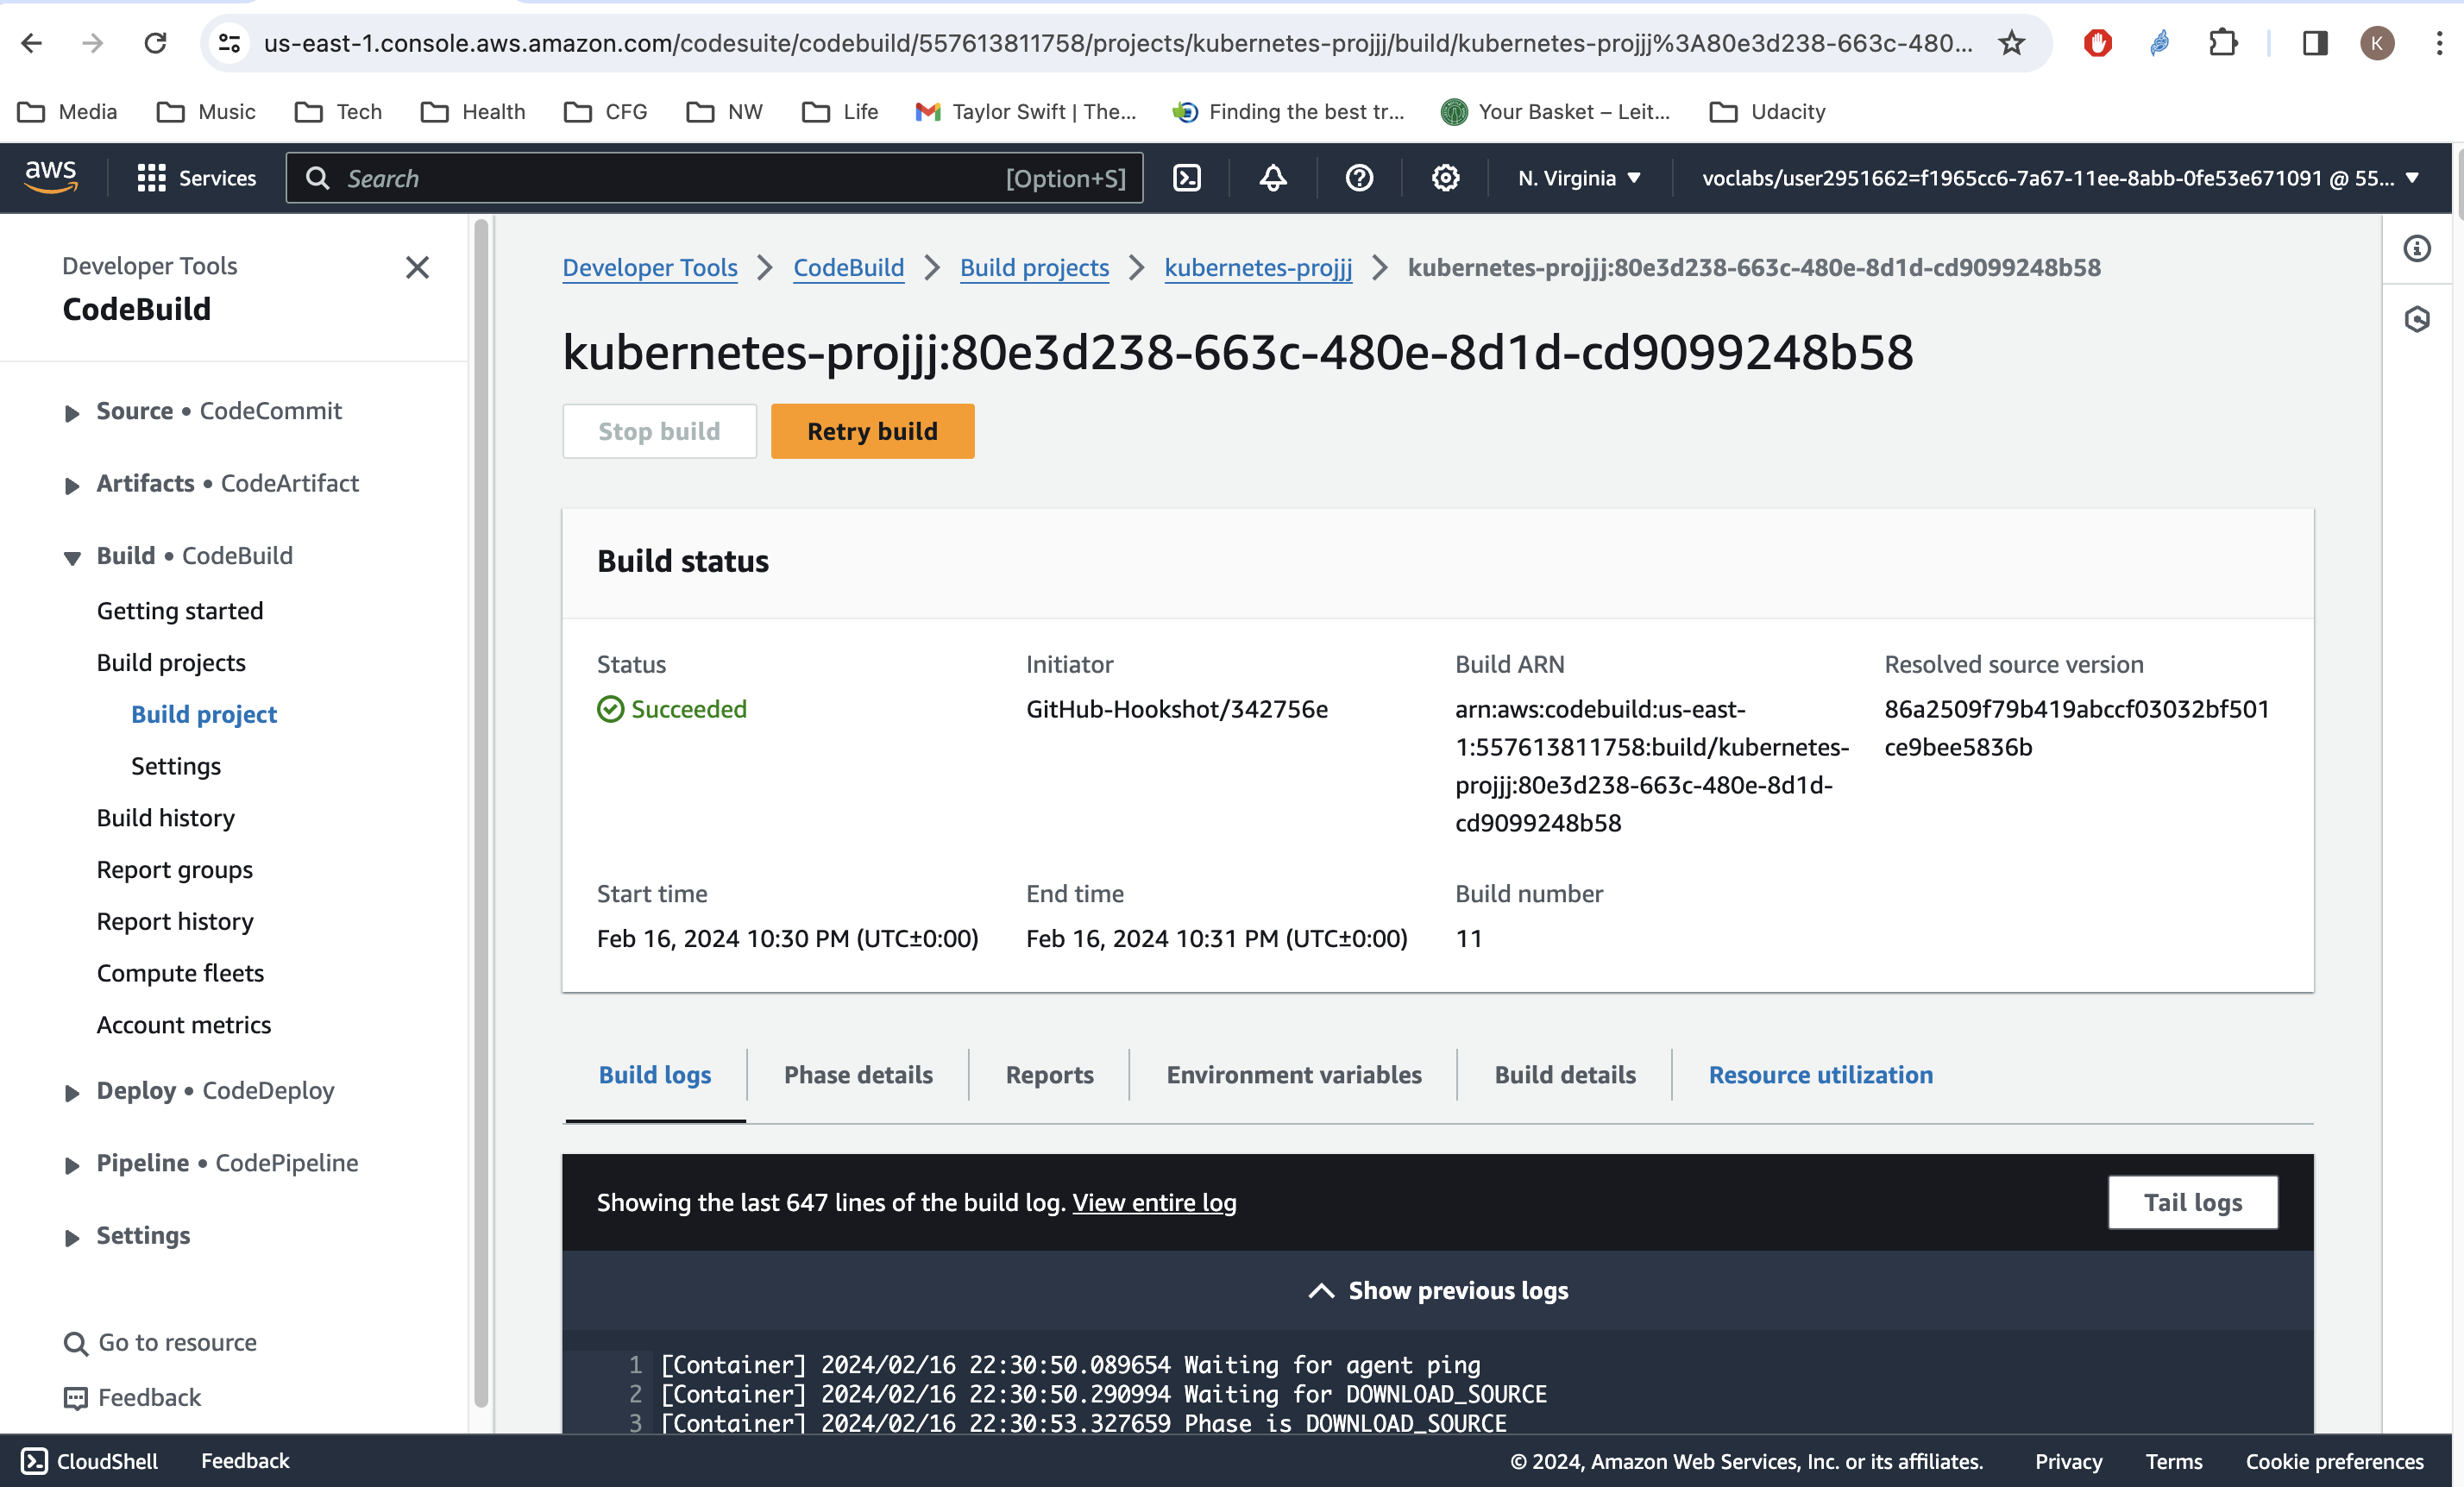 us-east-1.console.aws.amazon.com/codesuite/codebuild/557613811758/projects/kubernetes-projjj/build/kubernetes-projjj%3A80e3d238-663c-480...
K
Media
Music
Tech
Health
CFG
NW
Life
Taylor Swift | The...
Finding the best tr...
Your Basket – Leit...
Udacity
aws
Services
Search
[Option+S]
N. Virginia
voclabs/user2951662=f1965cc6-7a67-11ee-8abb-0fe53e671091 @ 55...
Developer Tools
CodeBuild
Source • CodeCommit
Artifacts • CodeArtifact
Build • CodeBuild
Getting started
Build projects
Build project
Settings
Build history
Report groups
Report history
Compute fleets
Account metrics
Deploy • CodeDeploy
Pipeline • CodePipeline
Settings
Go to resource
Feedback
Developer Tools > CodeBuild > Build projects > kubernetes-projjj > kubernetes-projjj:80e3d238-663c-480e-8d1d-cd9099248b58
kubernetes-projjj:80e3d238-663c-480e-8d1d-cd9099248b58
Stop build
Retry build
Build status
Status
Succeeded
Initiator
GitHub-Hookshot/342756e
Build ARN
arn:aws:codebuild:us-east-
1:557613811758:build/kubernetes-
projjj:80e3d238-663c-480e-8d1d-
cd9099248b58
Resolved source version
86a2509f79b419abccf03032bf501
ce9bee5836b
Start time
Feb 16, 2024 10:30 PM (UTC±0:00)
End time
Feb 16, 2024 10:31 PM (UTC±0:00)
Build number
11
Build logs
Phase details
Reports
Environment variables
Build details
Resource utilization
Showing the last 647 lines of the build log. View entire log
Tail logs
Show previous logs
1 [Container] 2024/02/16 22:30:50.089654 Waiting for agent ping
2 [Container] 2024/02/16 22:30:50.290994 Waiting for DOWNLOAD_SOURCE
3 [Container] 2024/02/16 22:30:53.327659 Phase is DOWNLOAD_SOURCE
CloudShell
Feedback
© 2024, Amazon Web Services, Inc. or its affiliates.
Privacy
Terms
Cookie preferences